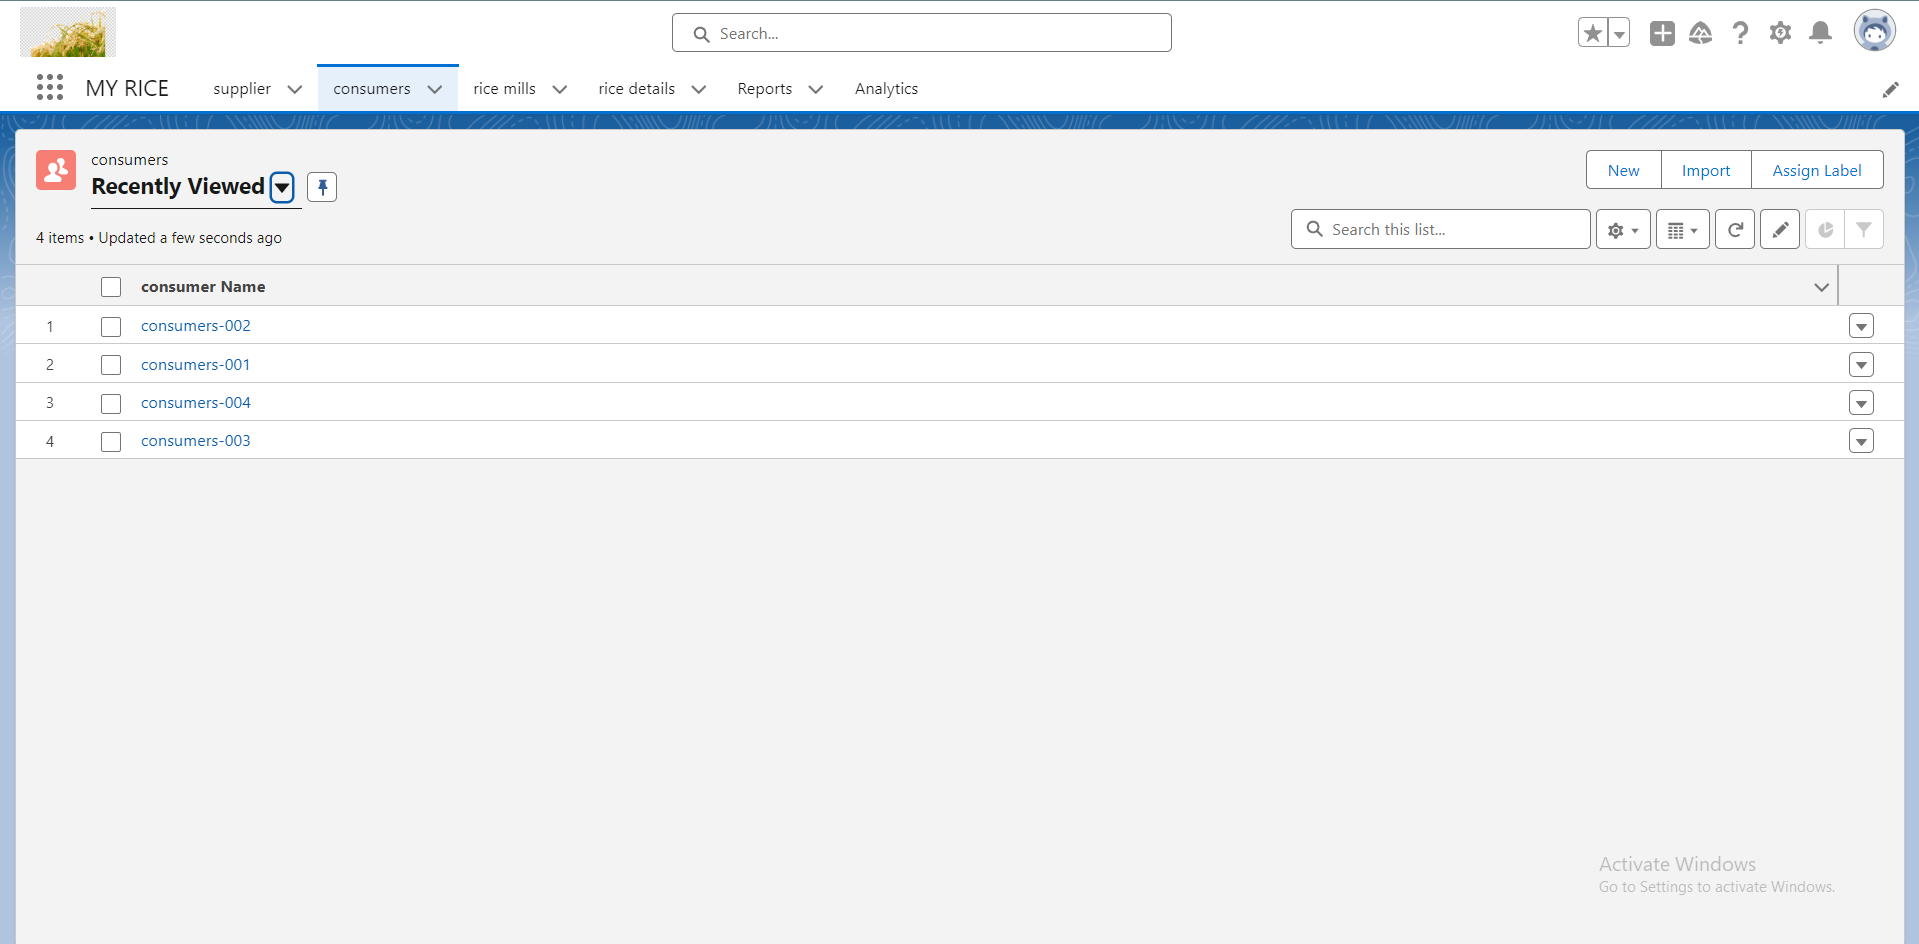 Search...
MY RICE
supplier
consumers
rice mills
rice details
Reports
Analytics
consumers
Recently Viewed
New
Import
Assign Label
4 items • Updated a few seconds ago
Search this list...
consumer Name
1 consumers-002
2 consumers-001
3 consumers-004
4 consumers-003
Activate Windows
Go to Settings to activate Windows.